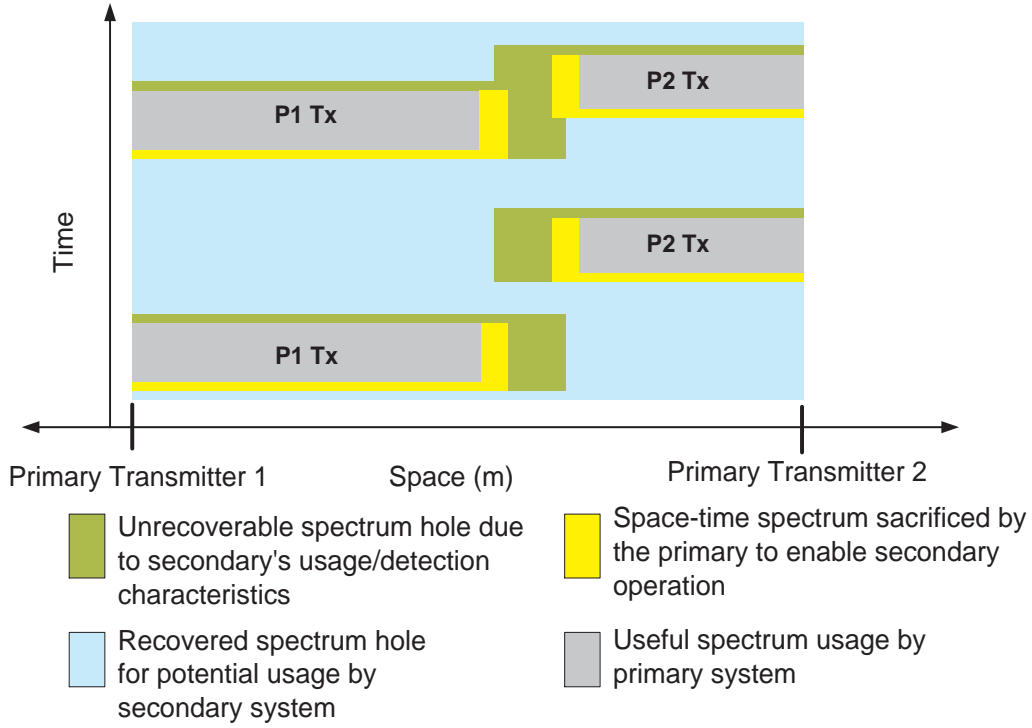 P2 Tx
P1 Tx
Time
P2 Tx
P1 Tx
Primary Transmitter 1
Space (m)
Primary Transmitter 2
Unrecoverable spectrum hole due
to secondary's usage/detection
characteristics
Space-time spectrum sacrificed by
the primary to enable secondary
operation
Recovered spectrum hole
for potential usage by
secondary system
Useful spectrum usage by
primary system